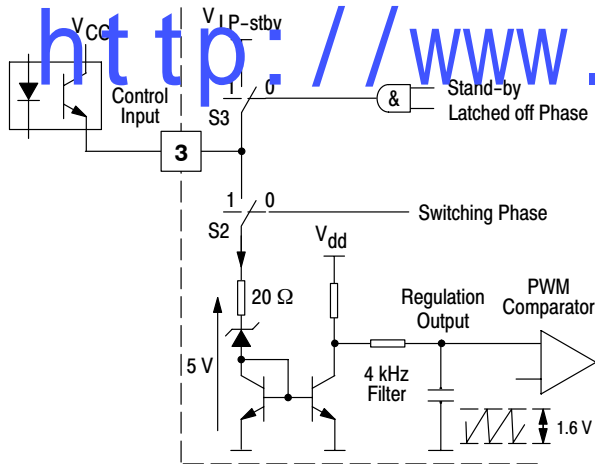 http://www.
VCC
VLP-stby
Control
Input
1 0
S3
&
Stand-by
Latched off Phase
3
1 0
S2
Switching Phase
Vdd
20 Ω
5 V
Regulation
Output
PWM
Comparator
4 kHz
Filter
1.6 V